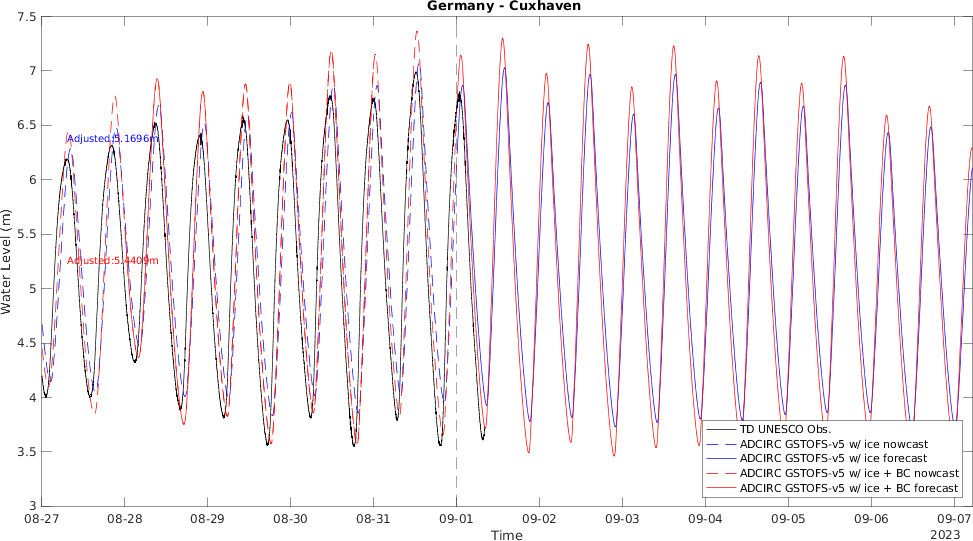 Germany - Cuxhaven
7.5
7
6.5
6
5.5
5
4.5
4
3.5
3
Water Level (m)
Adjusted:5.1696m
Adjusted:5.4409m
TD UNESCO Obs.
ADCIRC GSTOFS-v5 w/ ice nowcast
ADCIRC GSTOFS-v5 w/ ice forecast
ADCIRC GSTOFS-v5 w/ ice + BC nowcast
ADCIRC GSTOFS-v5 w/ ice + BC forecast
08-27 08-28 08-29 08-30 08-31 09-01 09-02 09-03 09-04 09-05 09-06 09-07
Time
2023